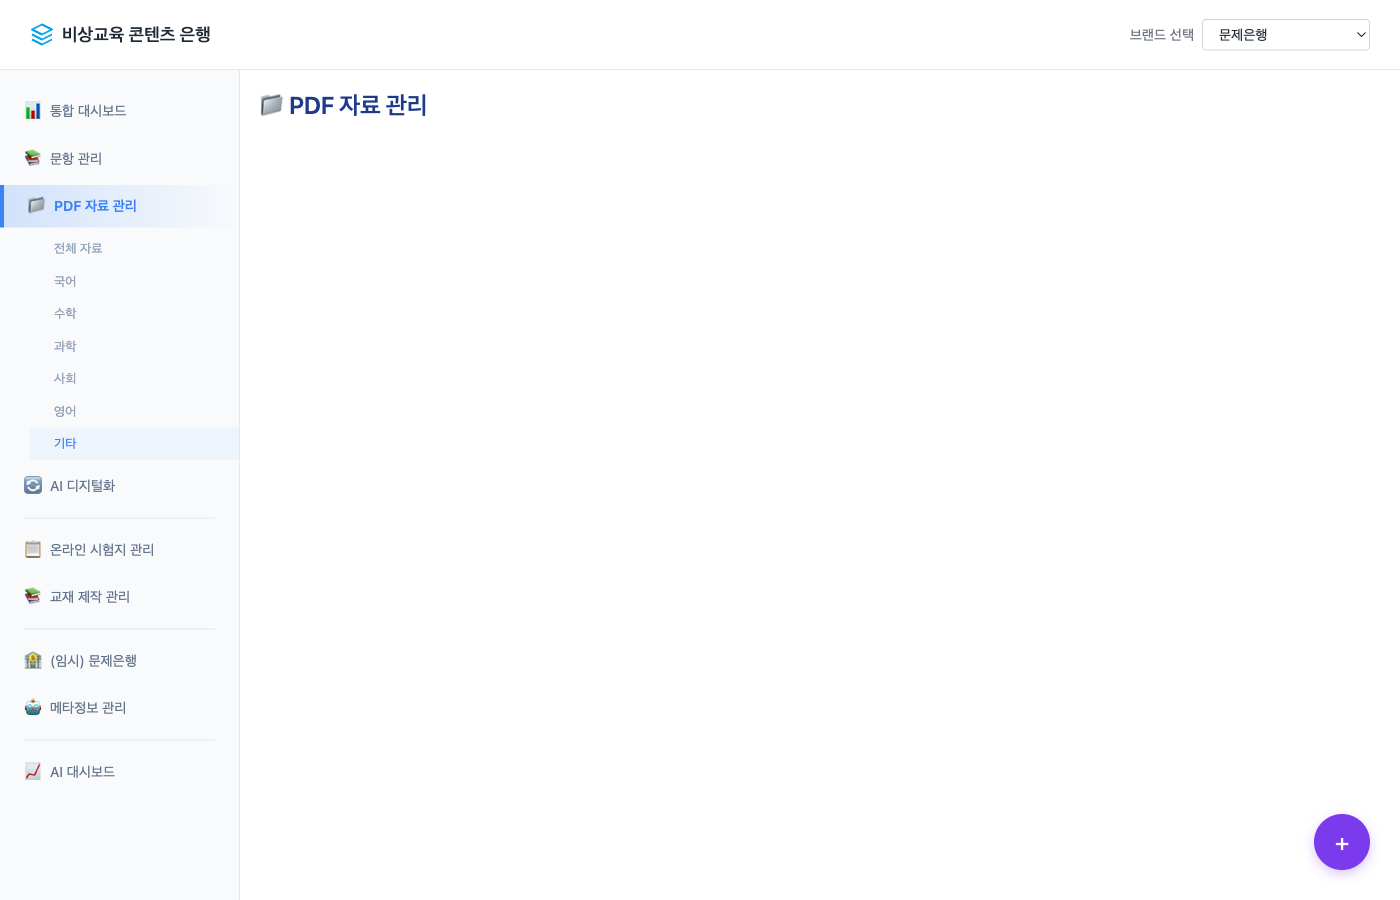 비상교육 콘텐츠 은행
브랜드 선택
문제은행
통합 대시보드
문항 관리
PDF 자료 관리
전체 자료
국어
수학
과학
사회
영어
기타
AI 디지털화
온라인 시험지 관리
교재 제작 관리
(임시) 문제은행
메타정보 관리
AI 대시보드
PDF 자료 관리
+